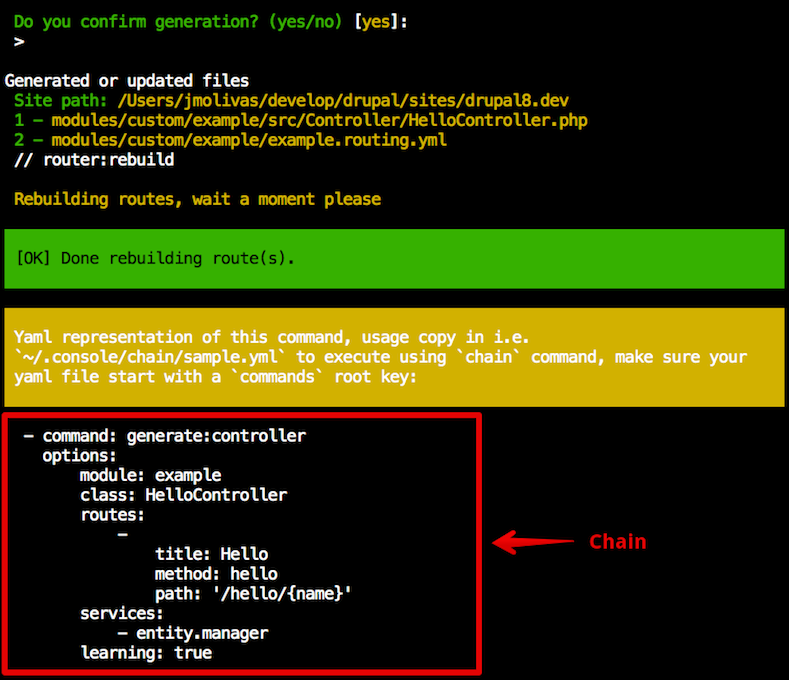 Do you confirm generation? (yes/no) [yes]:
>
Generated or updated files
Site path: /Users/jmolivas/develop/drupal/sites/drupal8.dev
1 – modules/custom/example/src/Controller/HelloController.php
2 – modules/custom/example/example.routing.yml
// router:rebuild
Rebuilding routes, wait a moment please
[OK] Done rebuilding route(s).
Yaml representation of this command, usage copy in i.e.
`~/.console/chain/sample.yml` to execute using `chain` command, make sure your
yaml file start with a `commands` root key:
– command: generate:controller
options:
module: example
class: HelloController
routes:
–
title: Hello
method: hello
path: '/hello/{name}'
services:
– entity.manager
learning: true
Chain